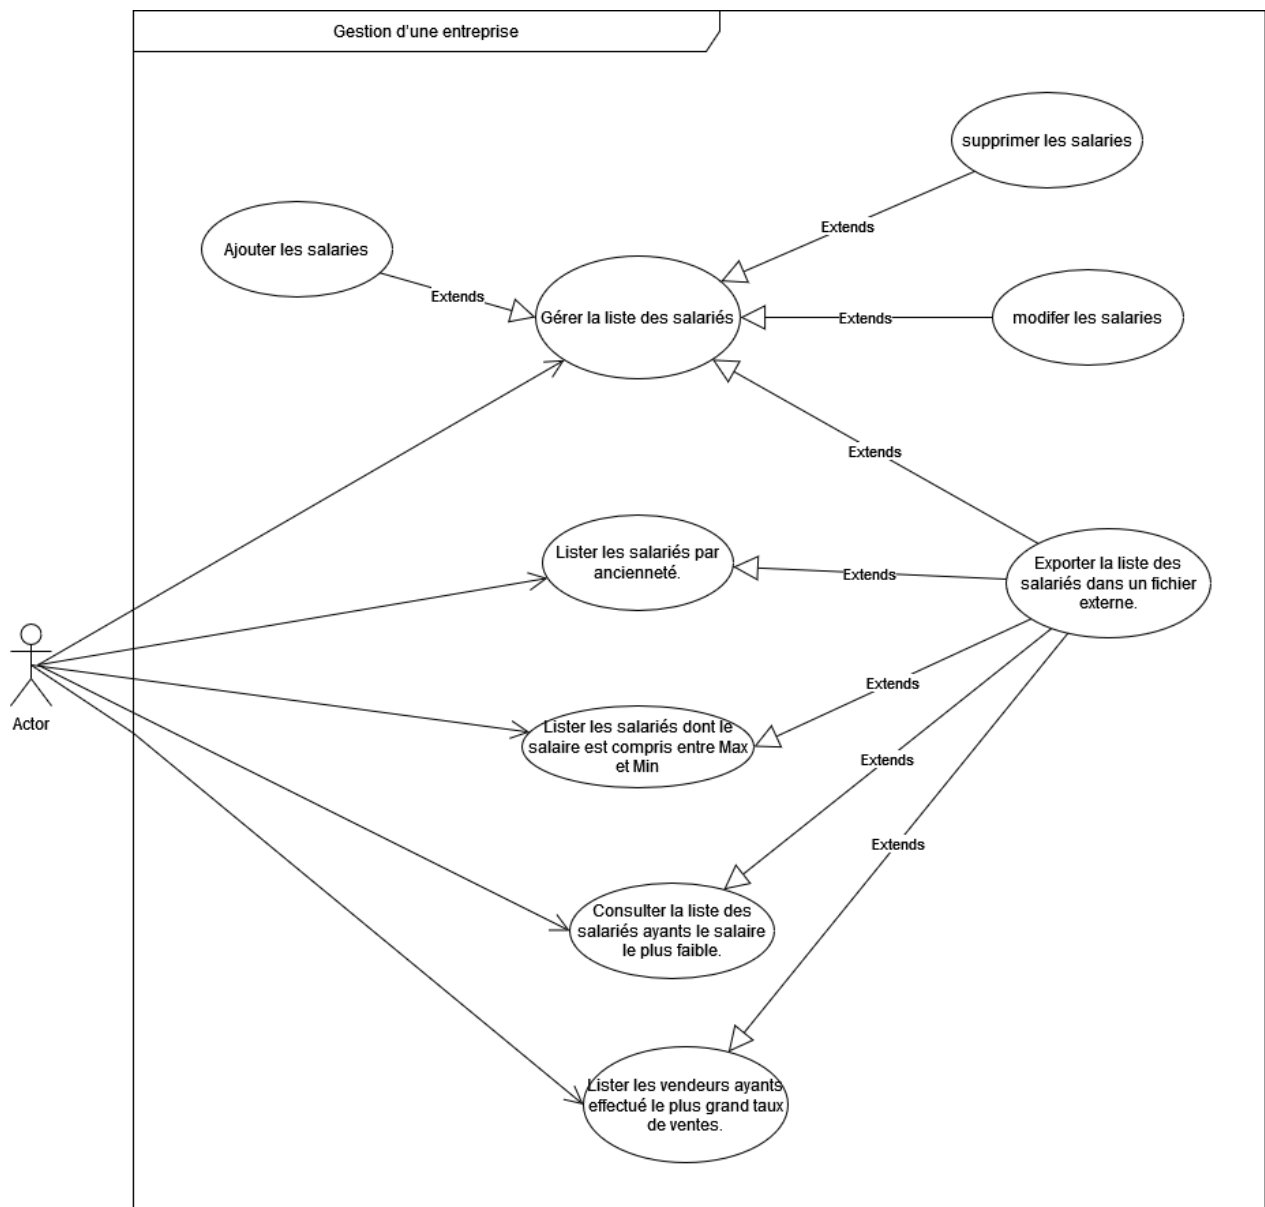 Gestion d'une entreprise
supprimer les salaries
Extends
Ajouter les salaries
Extends
Gérer la liste des salariés
Extends
modifer les salaries
Extends
Lister les salariés par
ancienneté.
Extends
Exporter la liste des
salariés dans un fichier
externe.
Extends
Actor
Lister les salariés dont le
salaire est compris entre Max
et Min
Extends
Consulter la liste des
salariés ayants le salaire
le plus faible.
Extends
Lister les vendeurs ayants
effectué le plus grand taux
de ventes.